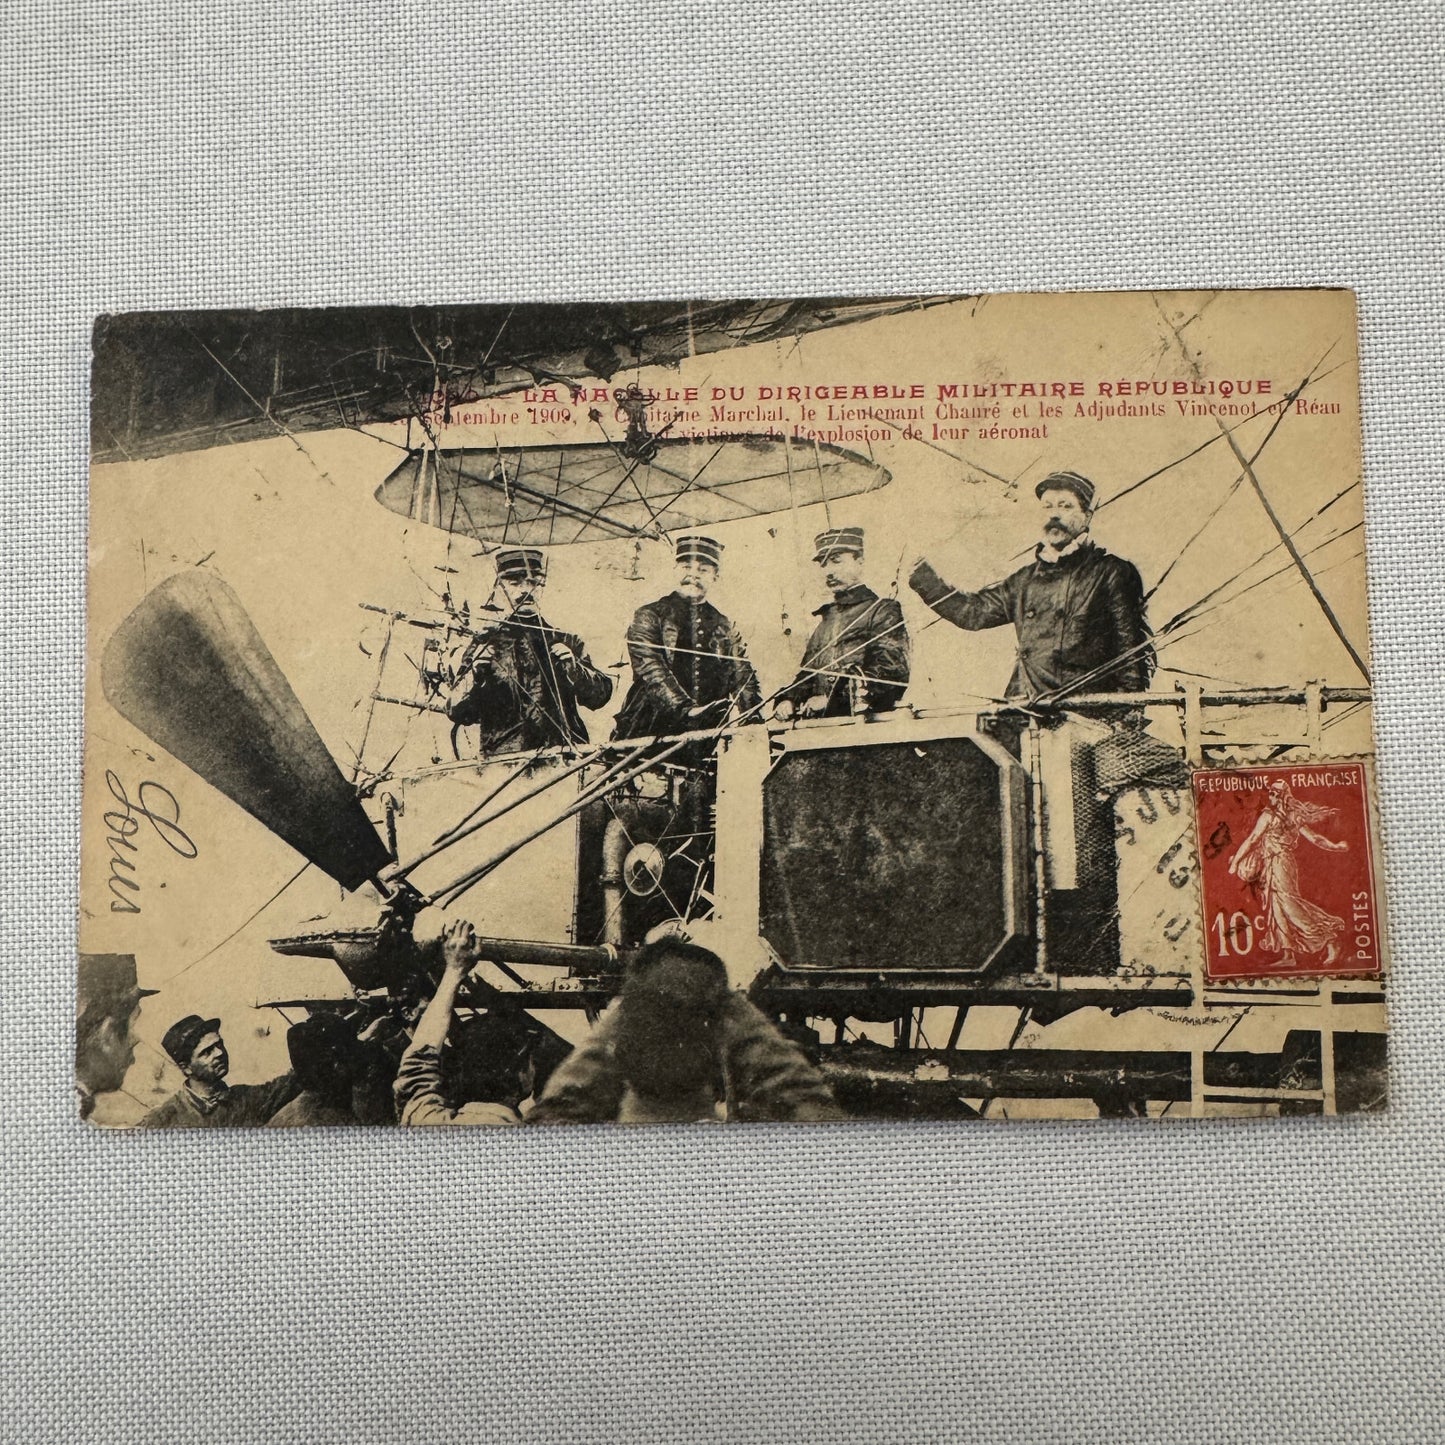 LA NACELLE DU DIRIGEABLE MILITAIRE RÉPUBLIQUE
Septembre 1909, le Capitaine Marchal, le Lieutenant Chauré et les Adjudants Vincenot et Réau
victimes de l'explosion de leur aéronat
Louis
REPUBLIQUE FRANÇAISE
10c
POSTES